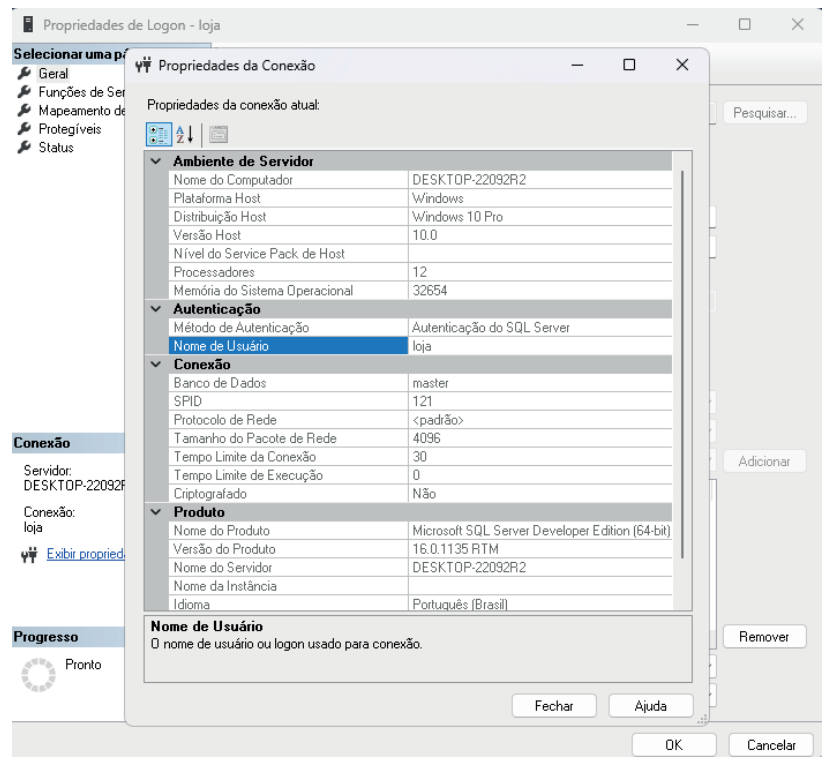 Propriedades de Logon - loja
Selecionar uma pá
Geral
Funções de Ser
Mapeamento de
Protegíveis
Status
Conexão
Servidor:
DESKTOP-22092R
Conexão:
loja
Exibir propried
Progresso
Pronto
Propriedades da Conexão
Propriedades da conexão atual:
Ambiente de Servidor
Nome do Computador DESKTOP-22092R2
Plataforma Host Windows
Distribuição Host Windows 10 Pro
Versão Host 10.0
Nível do Service Pack de Host
Processadores 12
Memória do Sistema Operacional 32654
Autenticação
Método de Autenticação Autenticação do SQL Server
Nome de Usuário loja
Conexão
Banco de Dados master
SPID 121
Protocolo de Rede <padrão>
Tamanho do Pacote de Rede 4096
Tempo Limite da Conexão 30
Tempo Limite de Execução 0
Criptografado Não
Produto
Nome do Produto Microsoft SQL Server Developer Edition (64-bit)
Versão do Produto 16.0.1135 RTM
Nome do Servidor DESKTOP-22092R2
Nome da Instância
Idioma Português (Brasil)
Nome de Usuário
O nome de usuário ou logon usado para conexão.
Fechar
Ajuda
Pesquisar...
Adicionar
Remover
OK
Cancelar